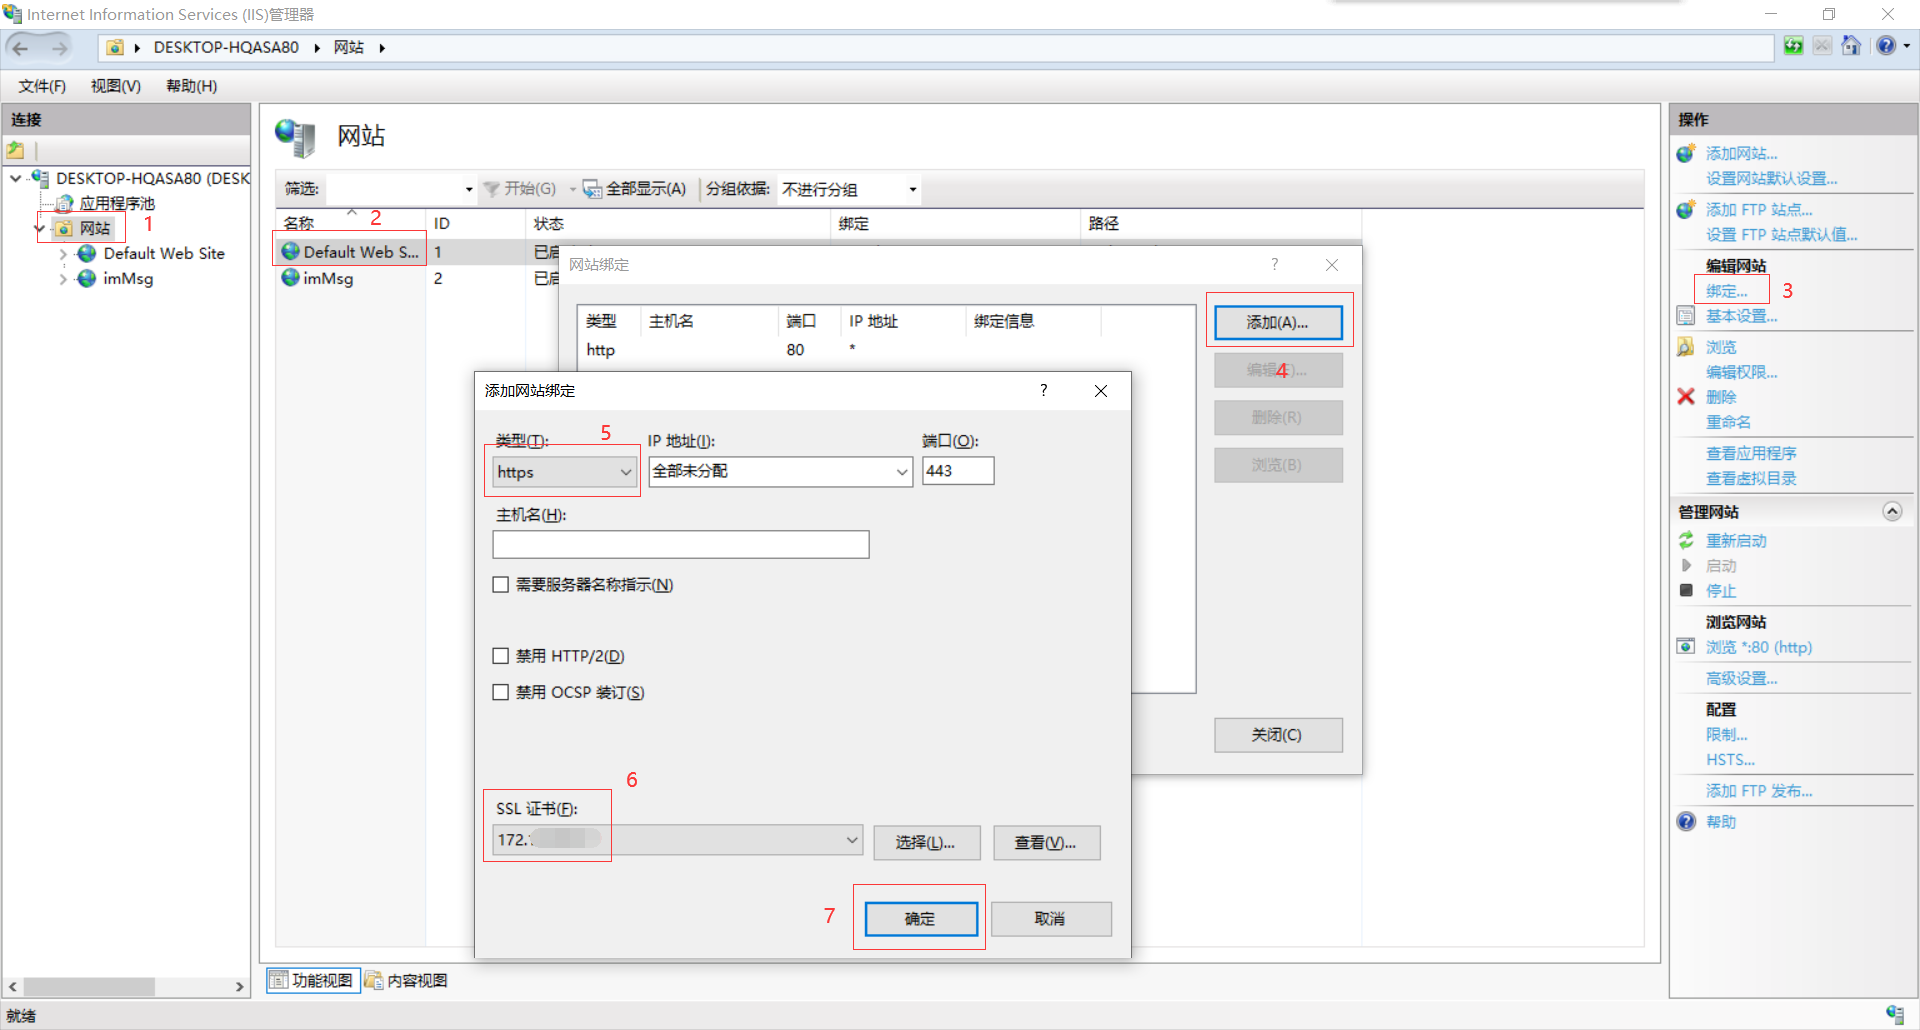 Internet Information Services (IIS)管理器
DESKTOP-HQASA80
网站
文件(F) 视图(V) 帮助(H)
连接
DESKTOP-HQASA80 (DESK
应用程序池
网站
1
Default Web Site
imMsg
网站
筛选: 开始(G) 全部显示(A) 分组依据: 不进行分组
名称 2 ID 状态 绑定 路径
Default Web S... 1 已启
imMsg 2 已启
网站绑定 ?
类型 主机名 端口 IP 地址 绑定信息
http 80 *
添加(A)...
4
删除(R)
浏览(B)
关闭(C)
添加网站绑定 ?
类型(T): 5 IP 地址(I): 端口(O):
https 全部未分配 443
主机名(H):
需要服务器名称指示(N)
禁用 HTTP/2(D)
禁用 OCSP 装订(S)
6
SSL 证书(F):
172.
选择(L)... 查看(V)...
7
确定 取消
操作
添加网站...
设置网站默认设置...
添加 FTP 站点...
设置 FTP 站点默认值...
编辑网站
绑定... 3
基本设置...
浏览
编辑权限...
删除
重命名
查看应用程序
查看虚拟目录
管理网站
重新启动
启动
停止
浏览网站
浏览 *:80 (http)
高级设置...
配置
限制...
HSTS...
添加 FTP 发布...
帮助
功能视图 内容视图
就绪